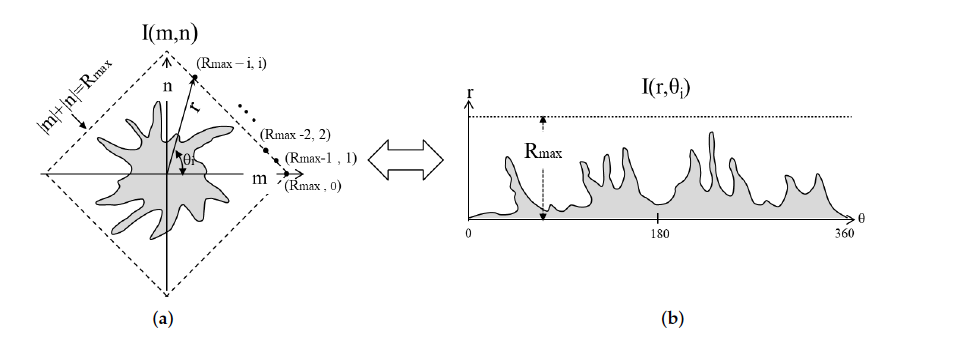 I(m,n)
(Rmax – i, i)
|m|+|n|=Rmax
n
r
(Rmax -2, 2)
θi
(Rmax-1 , 1)
m
(Rmax , 0)
(a)
I(r,θi)
r
Rmax
θ
0
180
360
(b)